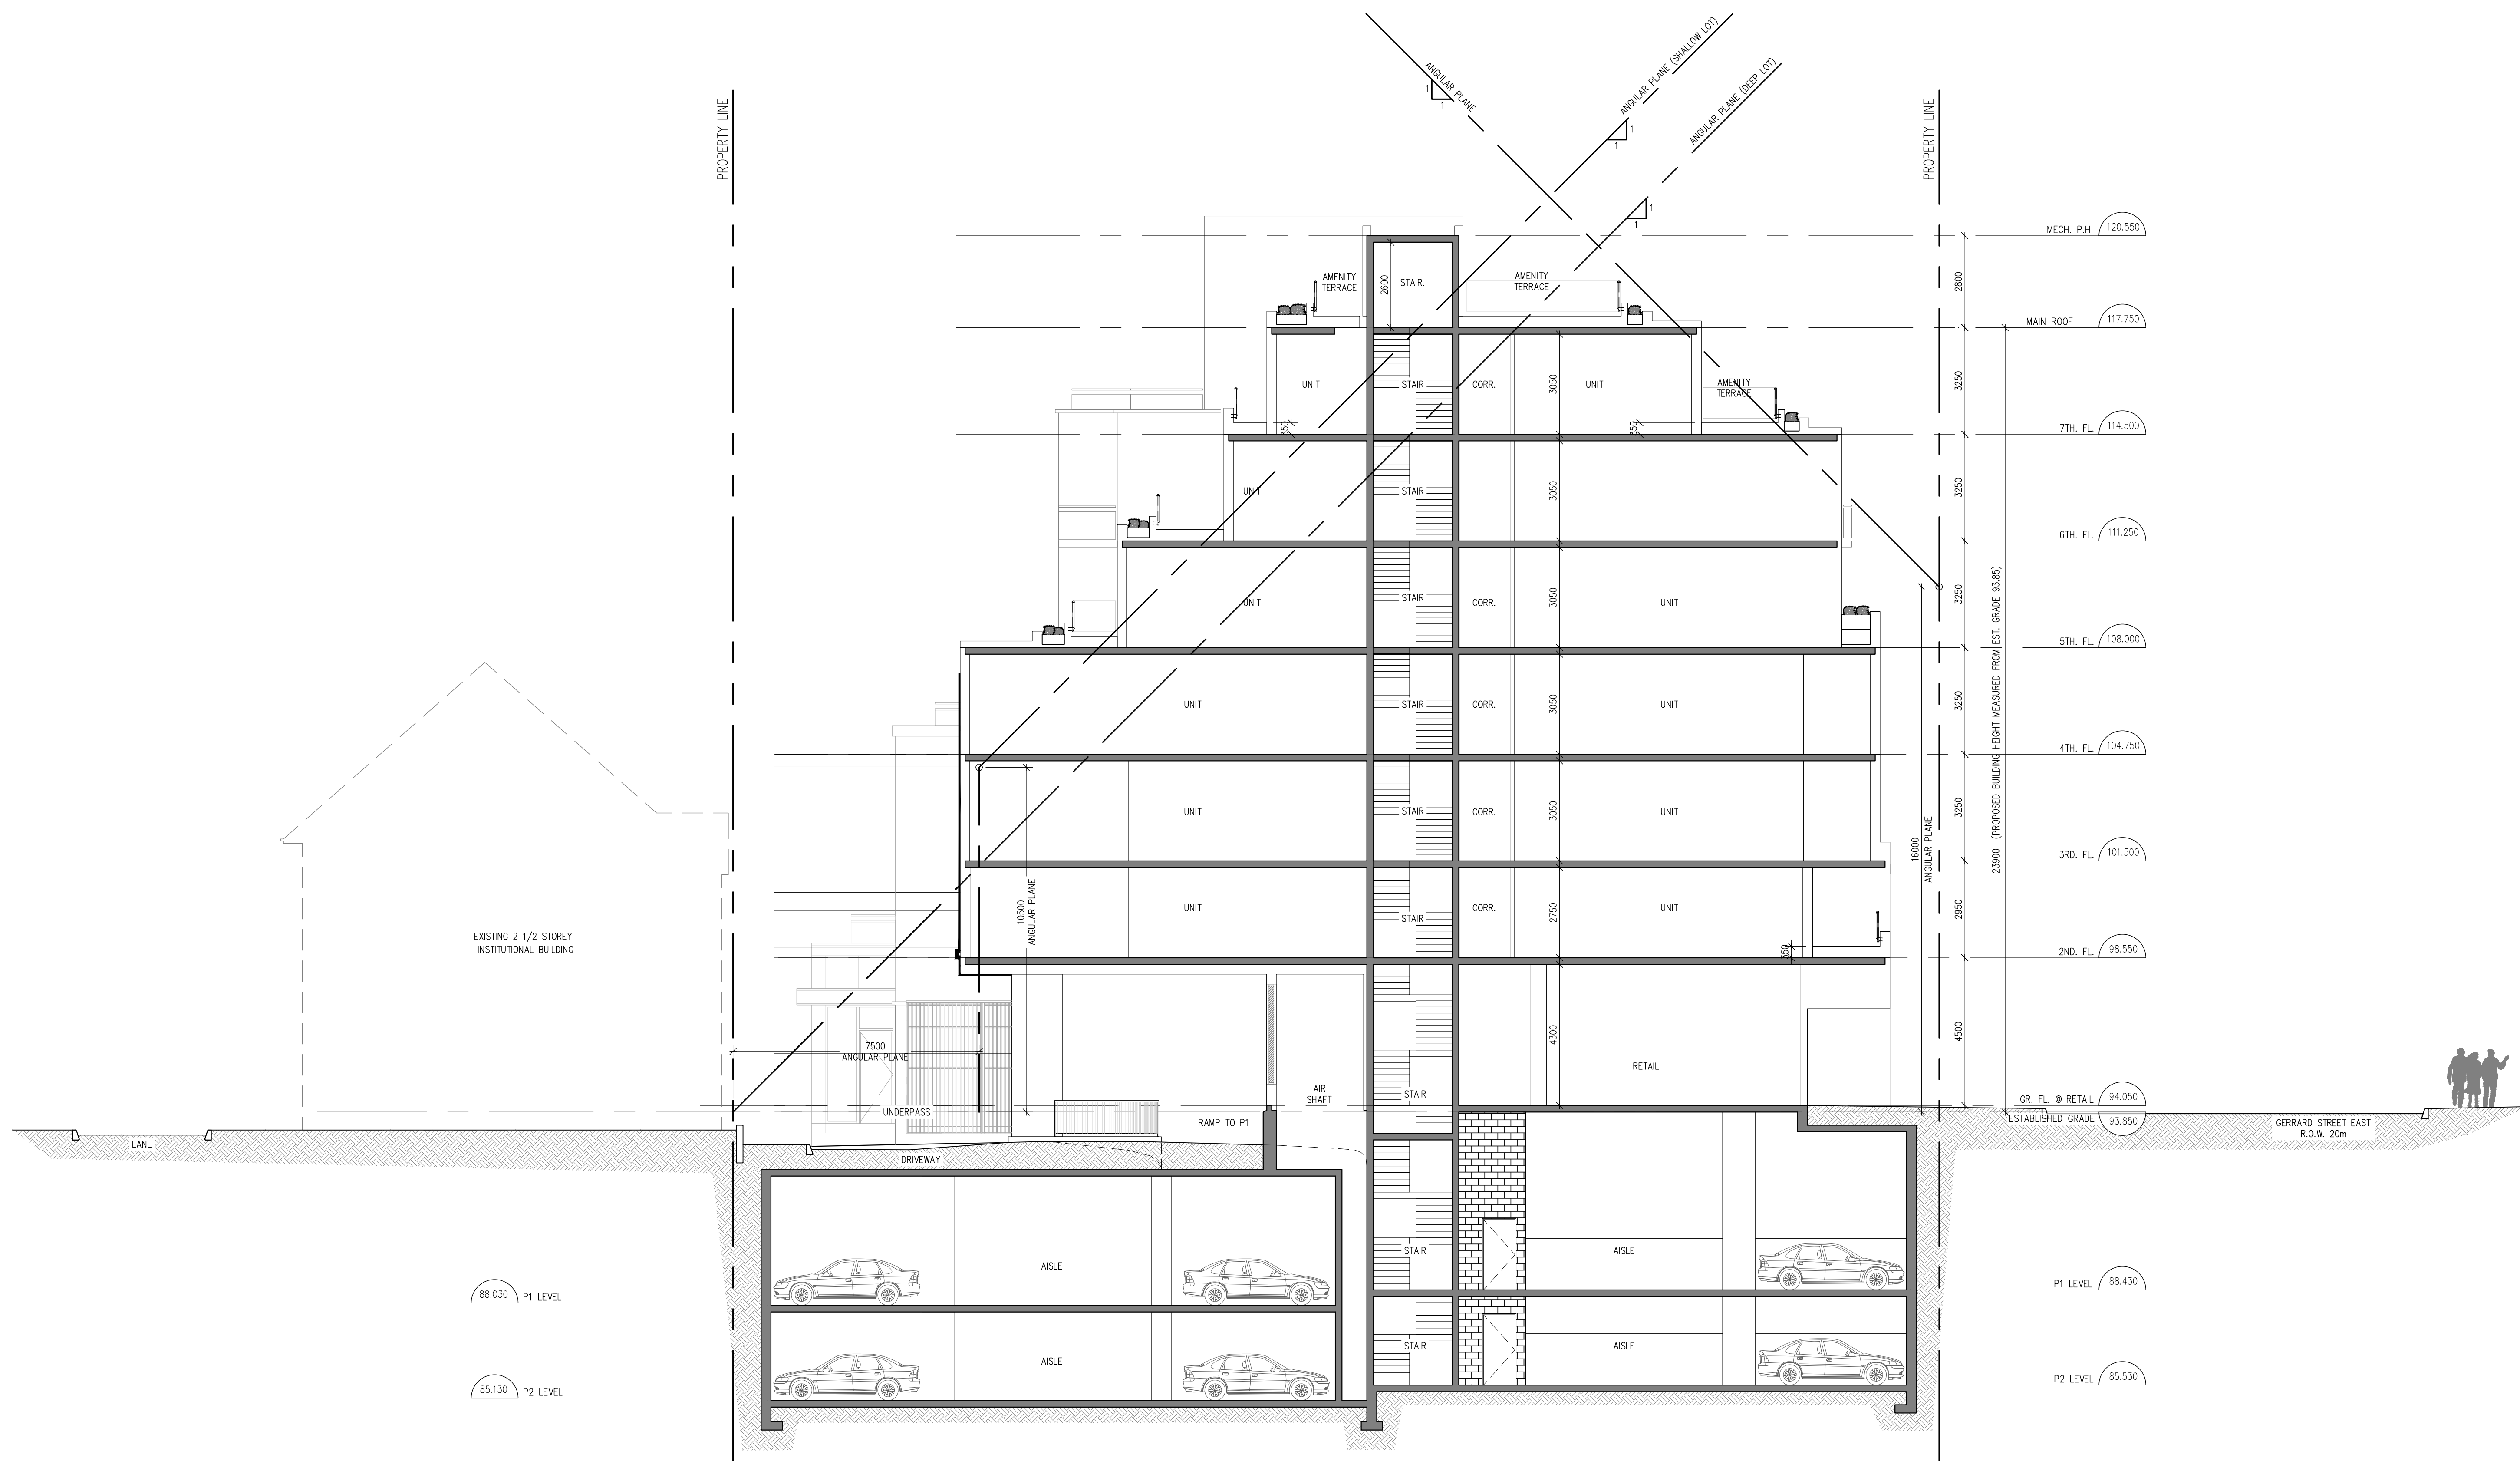 ANGULAR PLANE
1
1
ANGULAR PLANE (SHALLOW LOT)
1
1
ANGULAR PLANE (DEEP LOT)
1
1
PROPERTY LINE
PROPERTY LINE
MECH. P.H
120.550
AMENITY
TERRACE
2600
STAIR.
AMENITY
TERRACE
2800
MAIN ROOF
117.750
UNIT
STAIR
CORR.
3050
UNIT
AMENITY
TERRACE
3250
350
350
7TH. FL.
114.500
UNIT
STAIR
3050
3250
6TH. FL.
111.250
UNIT
STAIR
CORR.
3050
UNIT
3250
5TH. FL.
108.000
UNIT
STAIR
CORR.
3050
UNIT
3250
4TH. FL.
104.750
UNIT
STAIR
CORR.
3050
UNIT
3250
16000
ANGULAR PLANE
23900 (PROPOSED BUILDING HEIGHT MEASURED FROM EST. GRADE 93.85)
3RD. FL.
101.500
10500
ANGULAR PLANE
UNIT
STAIR
CORR.
2750
UNIT
2950
350
2ND. FL.
98.550
EXISTING 2 1/2 STOREY
INSTITUTIONAL BUILDING
7500
ANGULAR PLANE
4300
4500
RETAIL
AIR
SHAFT
STAIR
UNDERPASS
RAMP TO P1
GR. FL. @ RETAIL
94.050
ESTABLISHED GRADE
93.850
GERRARD STREET EAST
R.O.W. 20m
LANE
DRIVEWAY
AISLE
STAIR
AISLE
88.030
P1 LEVEL
P1 LEVEL
88.430
AISLE
STAIR
AISLE
85.130
P2 LEVEL
P2 LEVEL
85.530